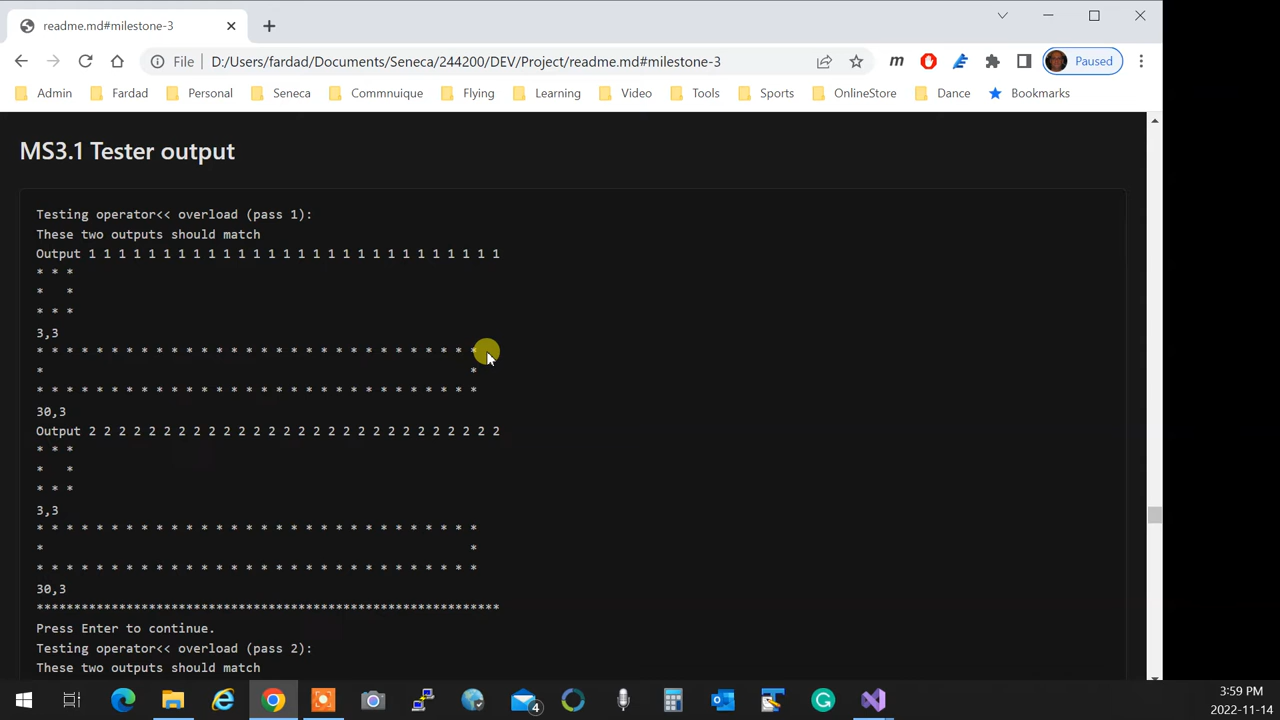 readme.md#milestone-3
File
D:/Users/fardad/Documents/Seneca/244200/DEV/Project/readme.md#milestone-3
m
Paused
Admin Fardad Personal Seneca Commnuique Flying Learning Video Tools Sports OnlineStore Dance Bookmarks
MS3.1 Tester output
Testing operator<< overload (pass 1):
These two outputs should match
Output 1 1 1 1 1 1 1 1 1 1 1 1 1 1 1 1 1 1 1 1 1 1 1 1 1 1 1 1
* * *
*   *
* * *
3,3
* * * * * * * * * * * * * * * * * * * * * * * * * * * * * *
*                                                         *
* * * * * * * * * * * * * * * * * * * * * * * * * * * * * *
30,3
Output 2 2 2 2 2 2 2 2 2 2 2 2 2 2 2 2 2 2 2 2 2 2 2 2 2 2 2 2
* * *
*   *
* * *
3,3
* * * * * * * * * * * * * * * * * * * * * * * * * * * * * *
*                                                         *
* * * * * * * * * * * * * * * * * * * * * * * * * * * * * *
30,3
**************************************************************
Press Enter to continue.
Testing operator<< overload (pass 2):
These two outputs should match
4
3:59 PM
2022-11-14